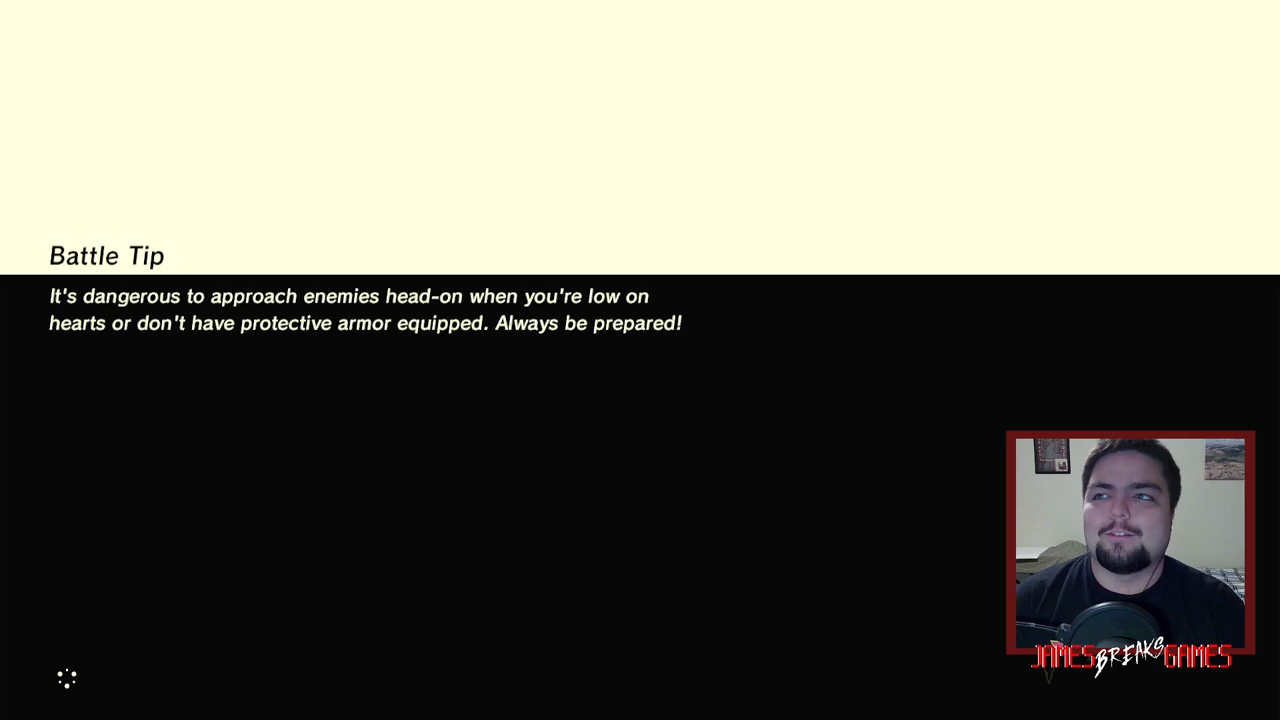 Battle Tip
It's dangerous to approach enemies head-on when you're low on
hearts or don't have protective armor equipped. Always be prepared!
JAMES BREAKS GAMES